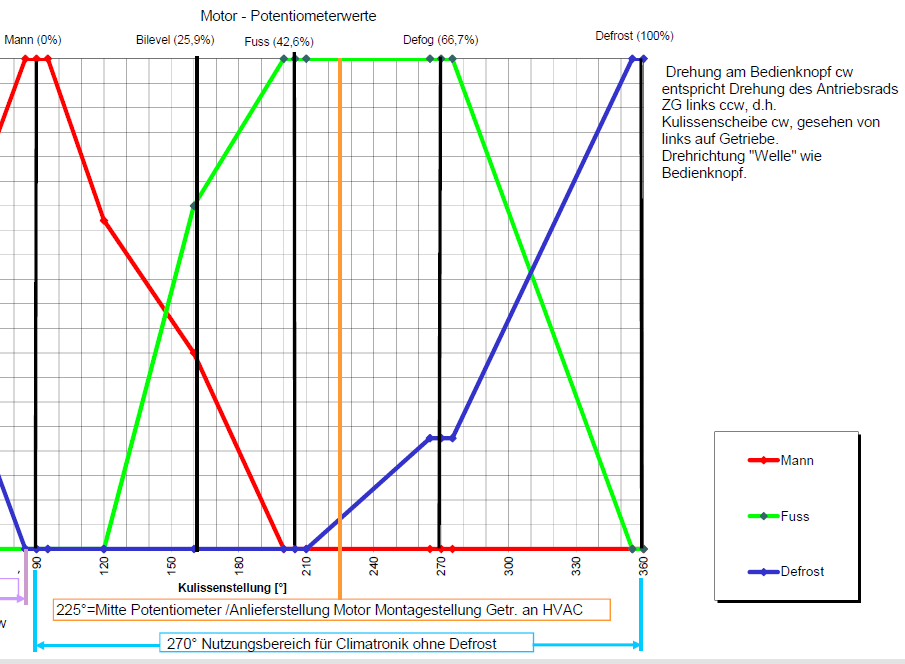 Motor - Potentiometerwerte
Mann (0%)
Bilevel (25,9%)
Fuss (42,6%)
Defog (66,7%)
Defrost (100%)
Drehung am Bedienknopf cw
entspricht Drehung des Antriebsrads
ZG links ccw, d.h.
Kulissenscheibe cw, gesehen von
links auf Getriebe.
Drehrichtung "Welle" wie
Bedienknopf.
Mann
Fuss
Defrost
90
120
150
180
210
240
270
300
330
360
Kulissenstellung [°]
225°=Mitte Potentiometer /Anlieferstellung Motor Montagestellung Getr. an HVAC
w
270° Nutzungsbereich für Climatronik ohne Defrost